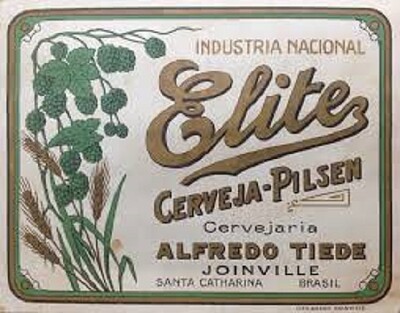 INDUSTRIA NACIONAL
Elite
CERVEJA-PILSEN
Cervejaria
ALFREDO TIEDE
JOINVILLE
SANTA CATHARINA BRASIL